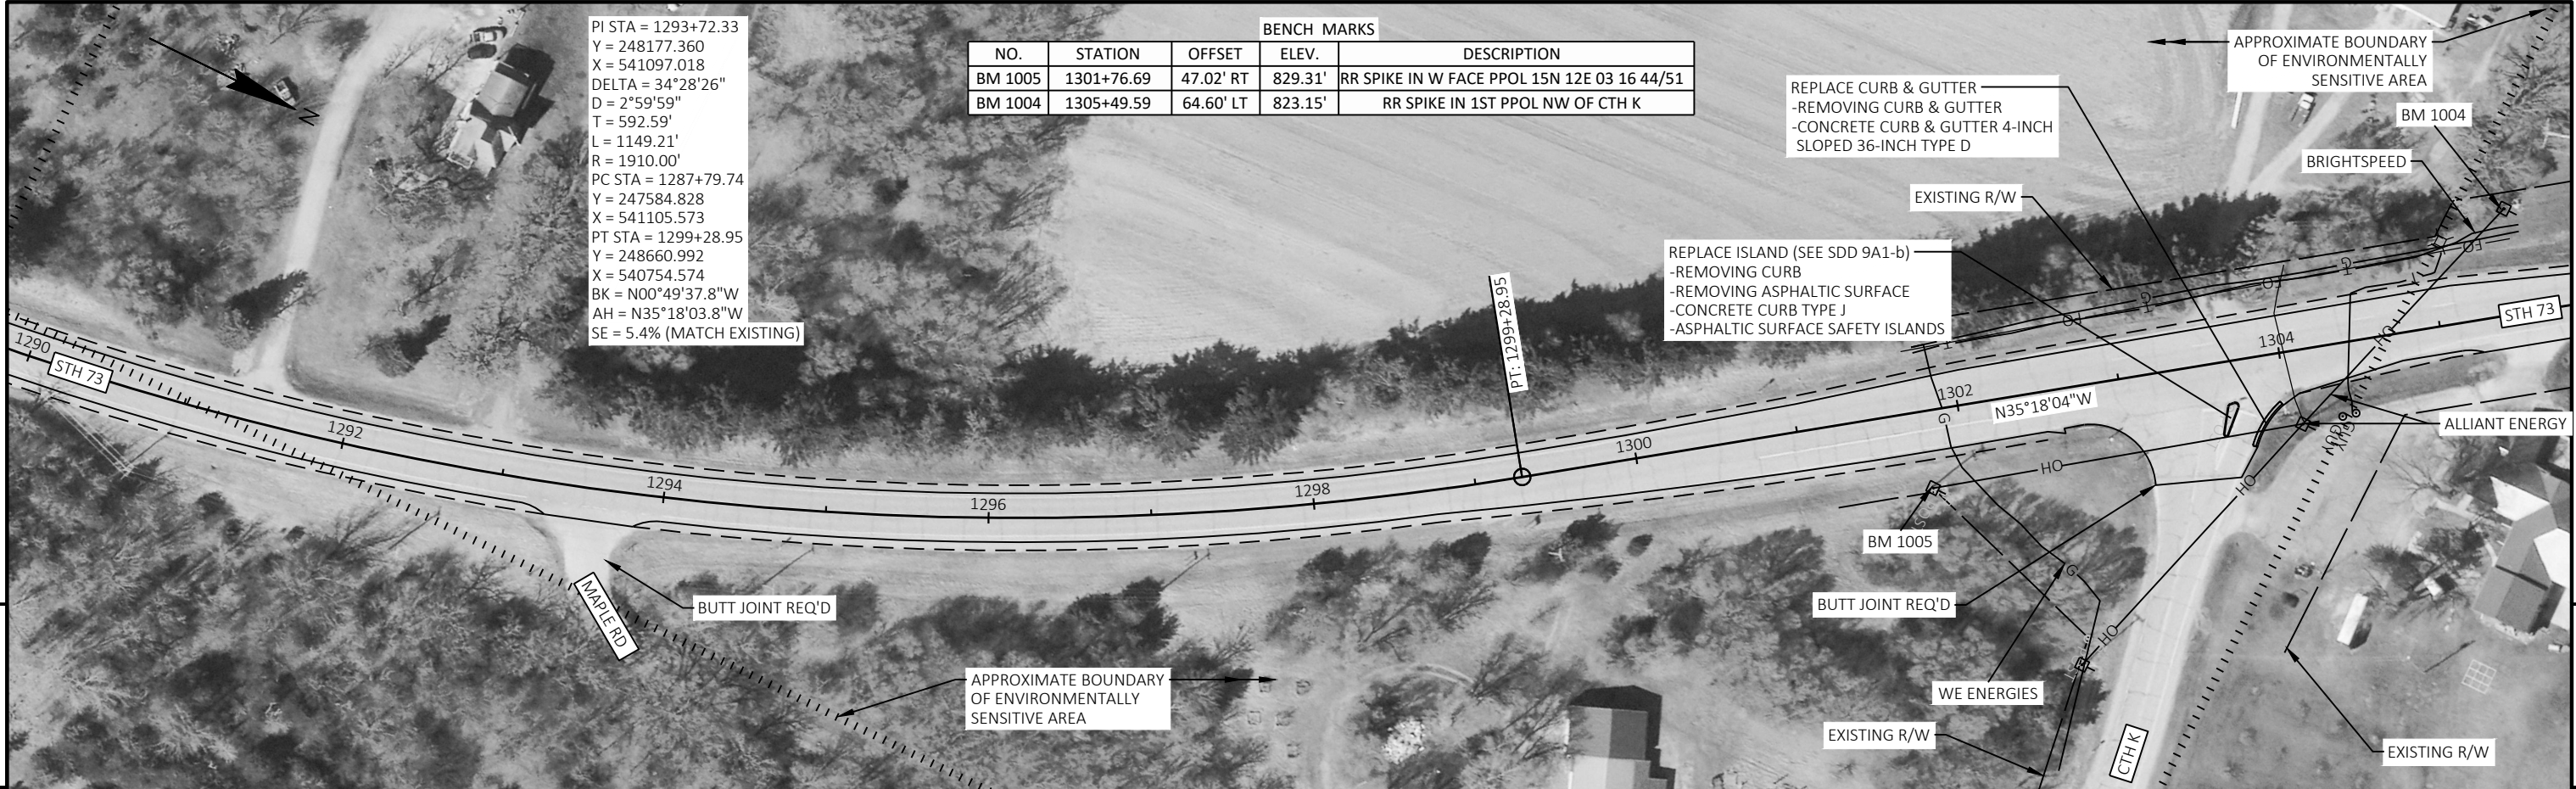 PI STA = 1293+72.33
Y = 248177.360
X = 541097.018
DELTA = 34°28'26"
D = 2°59'59"
T = 592.59'
L = 1149.21'
R = 1910.00'
PC STA = 1287+79.74
Y = 247584.828
X = 541105.573
PT STA = 1299+28.95
Y = 248660.992
X = 540754.574
BK = N00°49'37.8"W
AH = N35°18'03.8"W
SE = 5.4% (MATCH EXISTING)
N
BENCH MARKS
NO. STATION OFFSET ELEV. DESCRIPTION
BM 1005 1301+76.69 47.02' RT 829.31' RR SPIKE IN W FACE PPOL 15N 12E 03 16 44/51
BM 1004 1305+49.59 64.60' LT 823.15' RR SPIKE IN 1ST PPOL NW OF CTH K
APPROXIMATE BOUNDARY
OF ENVIRONMENTALLY
SENSITIVE AREA
REPLACE CURB & GUTTER
-REMOVING CURB & GUTTER
-CONCRETE CURB & GUTTER 4-INCH
SLOPED 36-INCH TYPE D
BM 1004
BRIGHTSPEED
EXISTING R/W
REPLACE ISLAND (SEE SDD 9A1-b)
-REMOVING CURB
-REMOVING ASPHALTIC SURFACE
-CONCRETE CURB TYPE J
-ASPHALTIC SURFACE SAFETY ISLANDS
PT: 1299+28.95
1290
STH 73
1292
1294
1296
1298
1300
1302
N35°18'04"W
1304
STH 73
FO
G
T
FO
G
T
FO
T
G
OH
GUY
GUY
ALLIANT ENERGY
OH
OH
OH
G
BM 1005
BUTT JOINT REQ'D
MAPLE RD
BUTT JOINT REQ'D
WE ENERGIES
APPROXIMATE BOUNDARY
OF ENVIRONMENTALLY
SENSITIVE AREA
EXISTING R/W
CTH K
EXISTING R/W